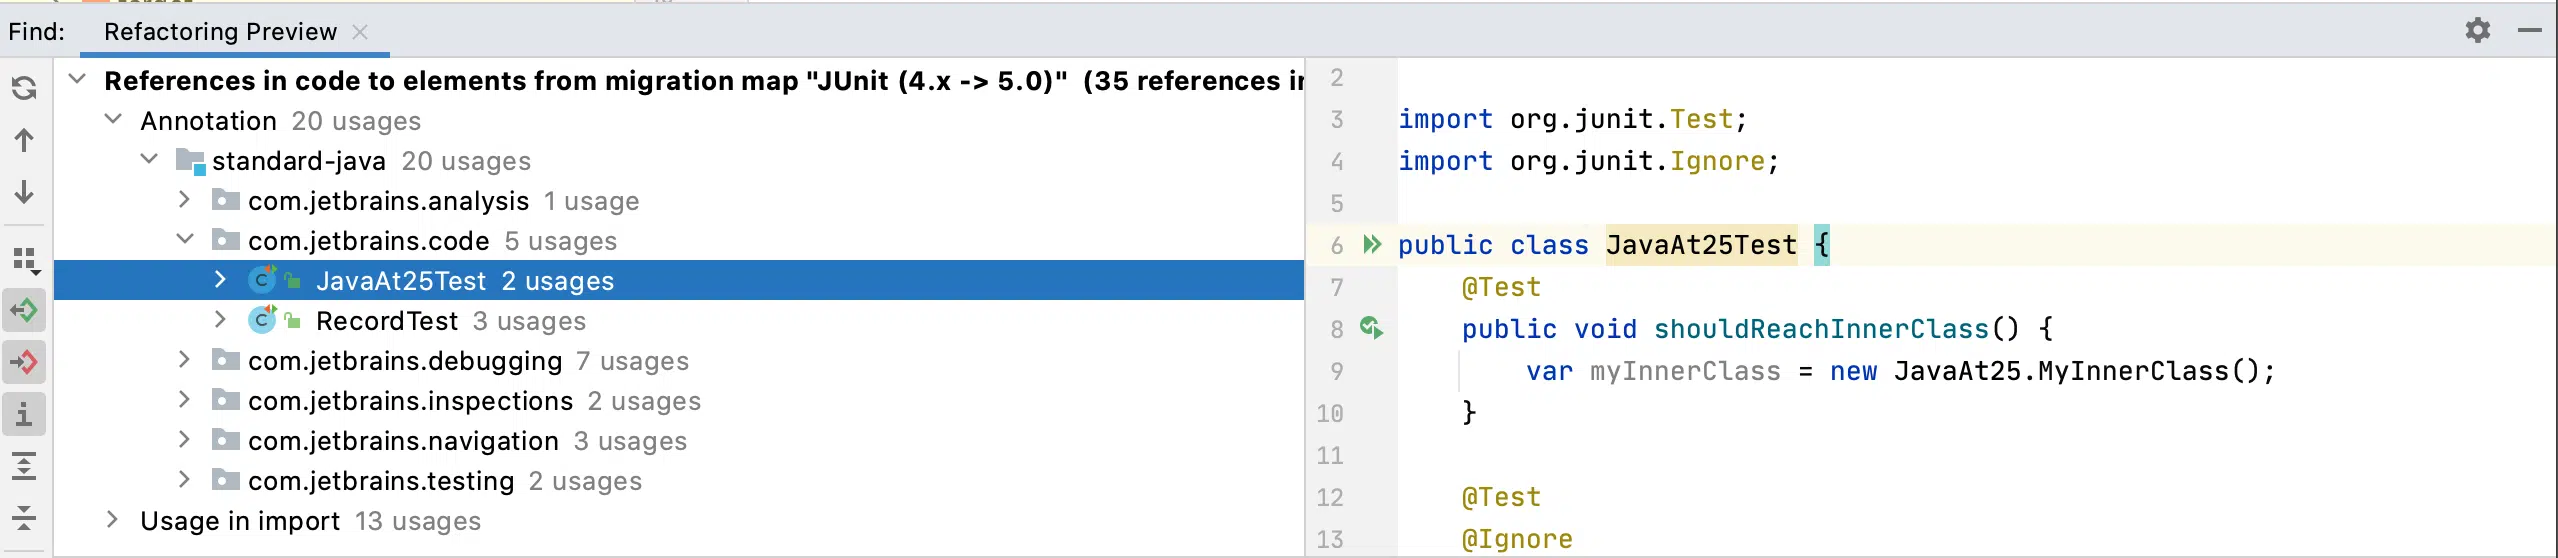 Find: Refactoring Preview
References in code to elements from migration map "JUnit (4.x -> 5.0)" (35 references in
Annotation 20 usages
standard-java 20 usages
com.jetbrains.analysis 1 usage
com.jetbrains.code 5 usages
JavaAt25Test 2 usages
RecordTest 3 usages
com.jetbrains.debugging 7 usages
com.jetbrains.inspections 2 usages
com.jetbrains.navigation 3 usages
com.jetbrains.testing 2 usages
Usage in import 13 usages
2
3 import org.junit.Test;
4 import org.junit.Ignore;
5
6 public class JavaAt25Test {
7 @Test
8 public void shouldReachInnerClass() {
9 var myInnerClass = new JavaAt25.MyInnerClass();
10 }
11
12 @Test
13 @Ignore